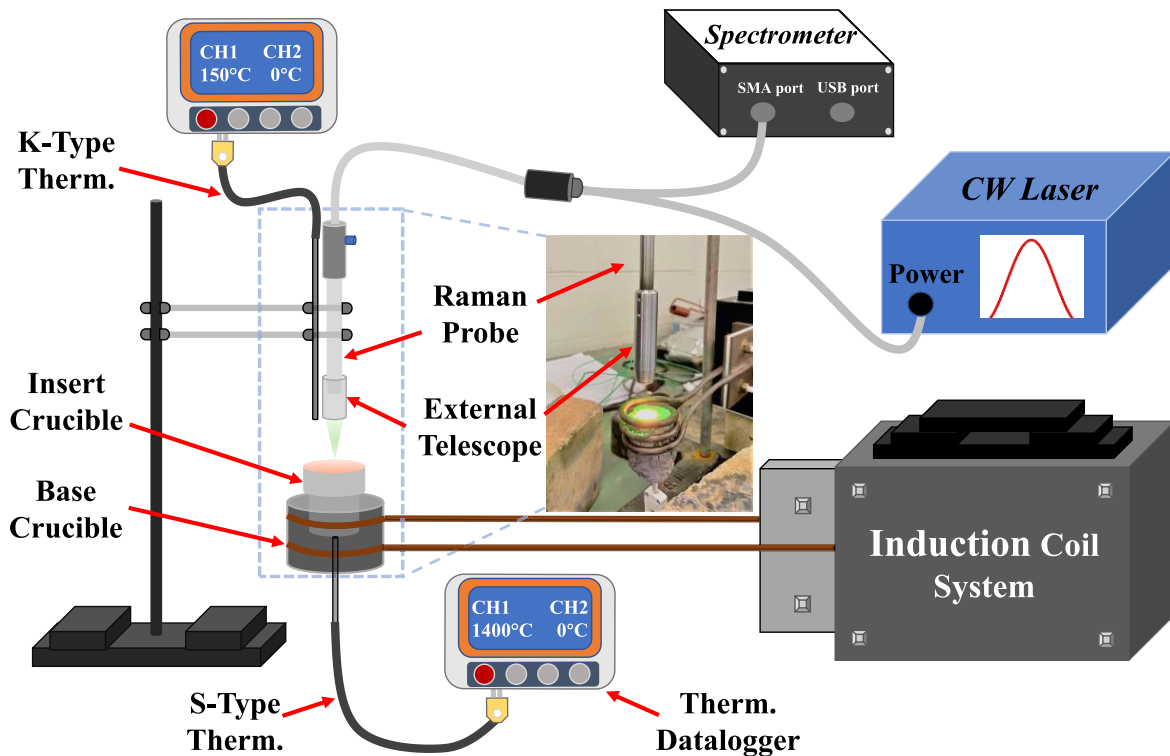 CH1 CH2
150°C 0°C
Spectrometer
SMA port USB port
K-Type
Therm.
CW Laser
Power
Raman
Probe
Insert
Crucible
External
Telescope
Base
Crucible
Induction Coil
System
CH1 CH2
1400°C 0°C
S-Type
Therm.
Therm.
Datalogger